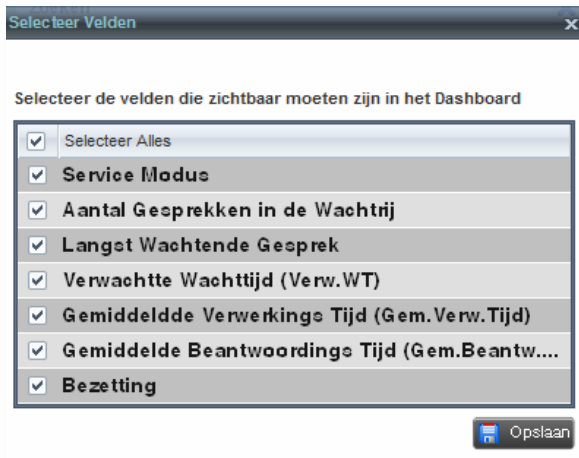 Selecteer Velden
x
Selecteer de velden die zichtbaar moeten zijn in het Dashboard
Selecteer Alles
Service Modus
Aantal Gesprekken in de Wachtrij
Langst Wachtende Gesprek
Verwachtte Wachttijd (Verw.WT)
Gemiddeldde Verwerkings Tijd (Gem.Verw.Tijd)
Gemiddelde Beantwoordings Tijd (Gem.Beantw....
Bezetting
Opslaan